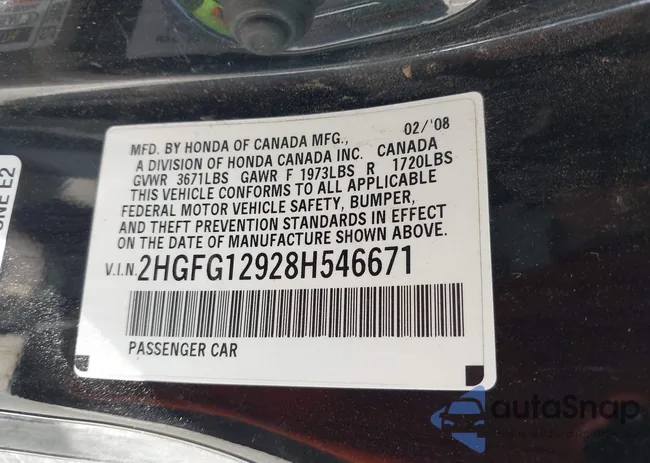 MFD. BY HONDA OF CANADA MFG., 02/'08
A DIVISION OF HONDA CANADA INC. CANADA
GVWR 3671LBS GAWR F 1973LBS R 1720LBS
THIS VEHICLE CONFORMS TO ALL APPLICABLE
FEDERAL MOTOR VEHICLE SAFETY, BUMPER,
AND THEFT PREVENTION STANDARDS IN EFFECT
ON THE DATE OF MANUFACTURE SHOWN ABOVE.
V.I.N. 2HGFG12928H546671
PASSENGER CAR
ONE E2
autoSnap